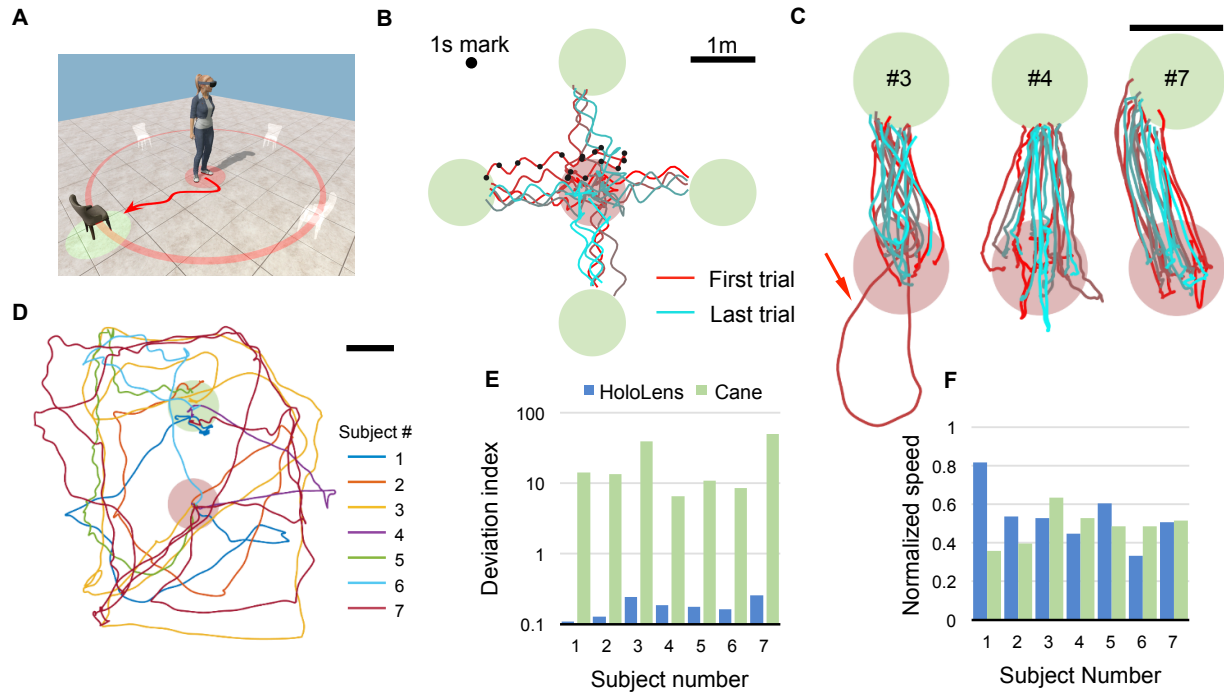 A
B
1s mark
1m
First trial
Last trial
C
#3
#4
#7
D
Subject #
1
2
3
4
5
6
7
E
HoloLens
Cane
Deviation index
100
10
1
0.1
1 2 3 4 5 6 7
Subject number
F
Normalized speed
1
0.8
0.6
0.4
0.2
0
1 2 3 4 5 6 7
Subject Number